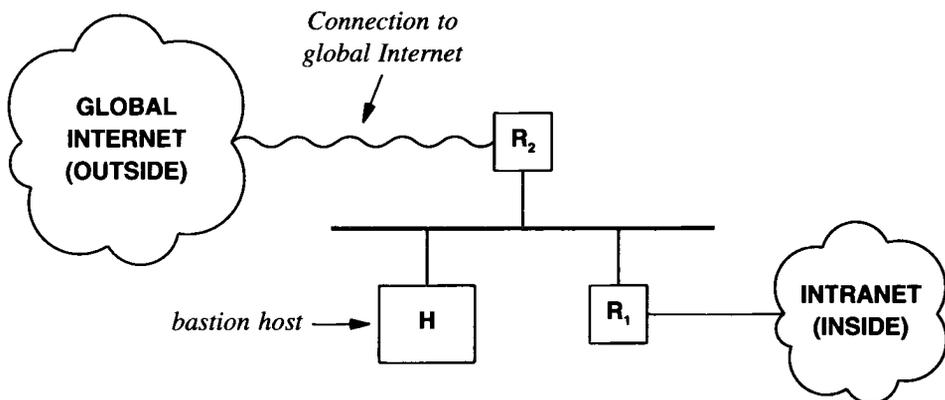 Connection to
global Internet
GLOBAL
INTERNET
(OUTSIDE)
R₂
bastion host
H
R₁
INTRANET
(INSIDE)